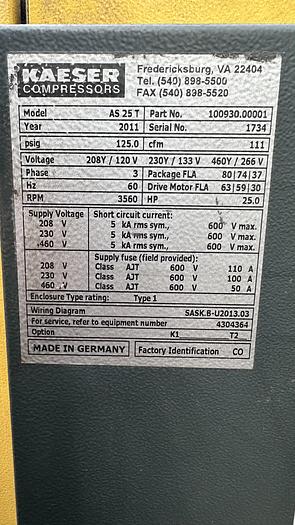 KAESER
COMPRESSORS
Fredericksburg, VA 22404
Tel. (540) 898-5500
FAX (540) 898-5520
Model AS 25 T Part No. 100930.00001
Year 2011 Serial No. 1734
psig 125.0 cfm 111
Voltage 208Y / 120 V 230Y / 133 V 460Y / 266 V
Phase 3 Package FLA 80|74|37
Hz 60 Drive Motor FLA 63|59|30
RPM 3560 HP 25.0
Supply Voltage Short circuit current:
208 V 5 kA rms sym., 600 V max.
230 V 5 kA rms sym., 600 V max.
460 V 5 kA rms sym., 600 V max.
Supply fuse (field provided):
208 V Class AJT 600 V 110 A
230 V Class AJT 600 V 100 A
460 V Class AJT 600 V 50 A
Enclosure Type rating: Type 1
Wiring Diagram SASK.B-U2013.03
For service, refer to equipment number 4304364
Option K1 T2
MADE IN GERMANY Factory Identification CO